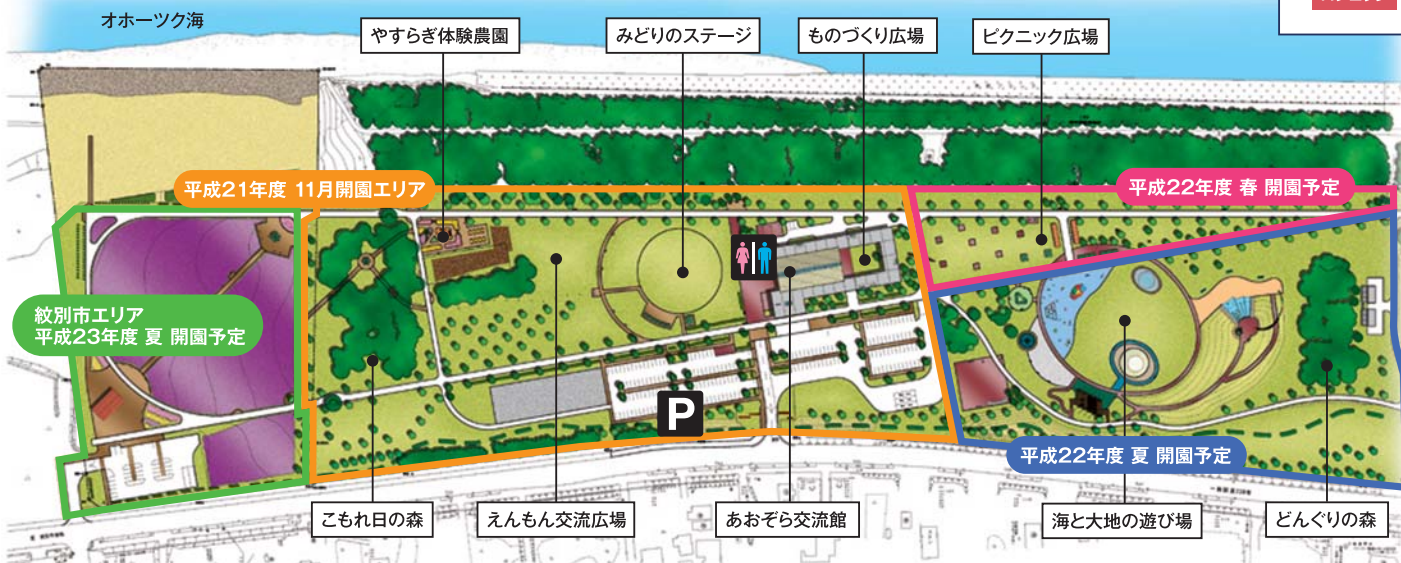 オホーツク海
やすらぎ体験農園
みどりのステージ
ものづくり広場
ピクニック広場
平成21年度 11月開園エリア
平成22年度 春 開園予定
紋別市エリア
平成23年度 夏 開園予定
P
平成22年度 夏 開園予定
こもれ日の森
えんもん交流広場
あおぞら交流館
海と大地の遊び場
どんぐりの森